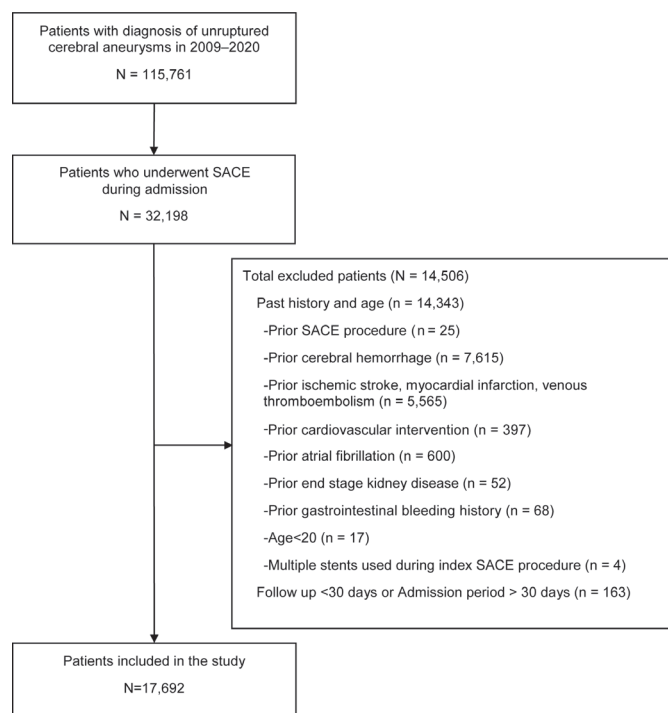 Patients with diagnosis of unruptured
cerebral aneurysms in 2009–2020
N = 115,761
Patients who underwent SACE
during admission
N = 32,198
Total excluded patients (N = 14,506)
Past history and age (n = 14,343)
-Prior SACE procedure (n = 25)
-Prior cerebral hemorrhage (n = 7,615)
-Prior ischemic stroke, myocardial infarction, venous
thromboembolism (n = 5,565)
-Prior cardiovascular intervention (n = 397)
-Prior atrial fibrillation (n = 600)
-Prior end stage kidney disease (n = 52)
-Prior gastrointestinal bleeding history (n = 68)
-Age<20 (n = 17)
-Multiple stents used during index SACE procedure (n = 4)
Follow up <30 days or Admission period > 30 days (n = 163)
Patients included in the study
N=17,692